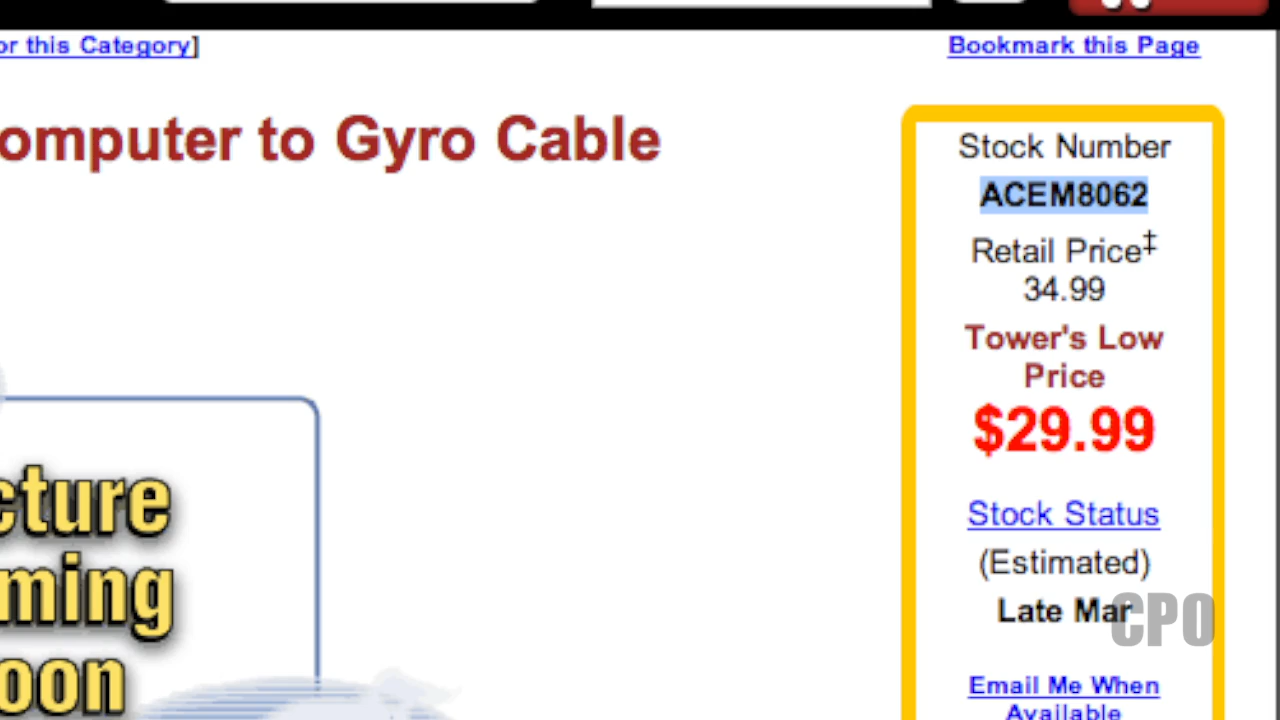 or this Category]
Bookmark this Page
omputer to Gyro Cable
Stock Number
ACEM8062
Retail Price‡
34.99
Tower's Low
Price
$29.99
Stock Status
(Estimated)
Late Mar
CPO
Email Me When
Available
cture
ming
oon